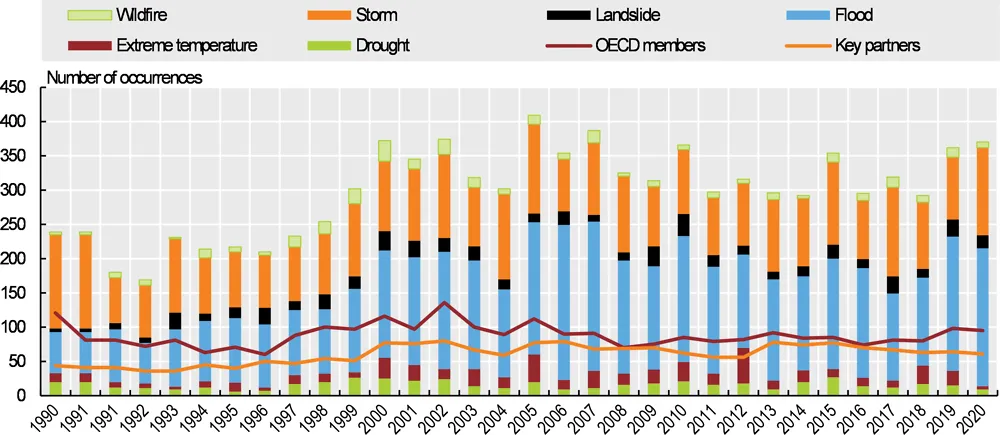 Wildfire Storm Landslide Flood
Extreme temperature Drought OECD members Key partners
Number of occurrences
450
400
350
300
250
200
150
100
50
0
1990 1991 1991 1992 1993 1994 1995 1996 1997 1998 1999 2000 2001 2002 2003 2004 2005 2006 2007 2008 2009 2010 2011 2012 2013 2014 2015 2016 2017 2018 2019 2020